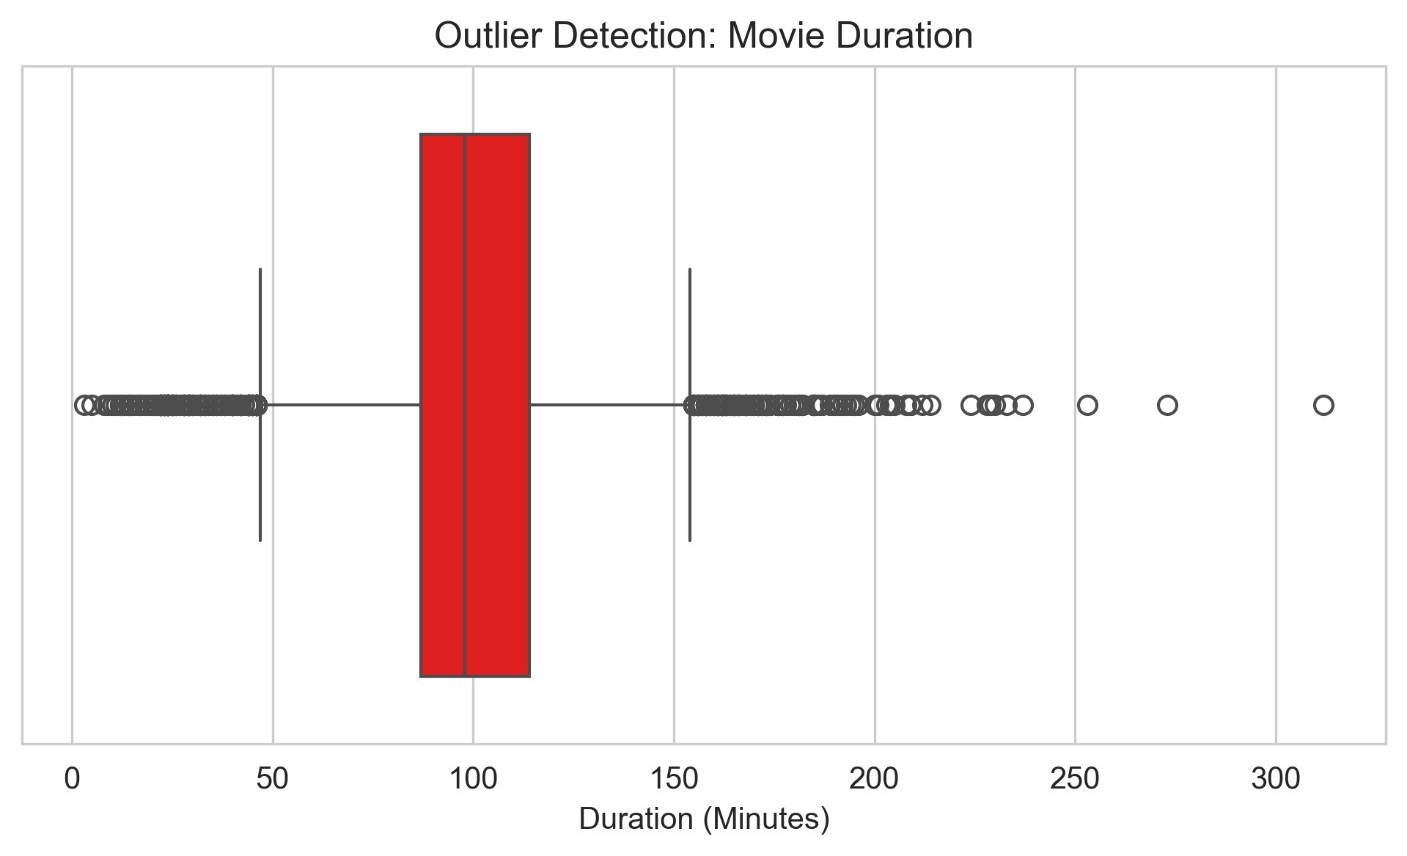 Outlier Detection: Movie Duration
0 50 100 150 200 250 300
Duration (Minutes)